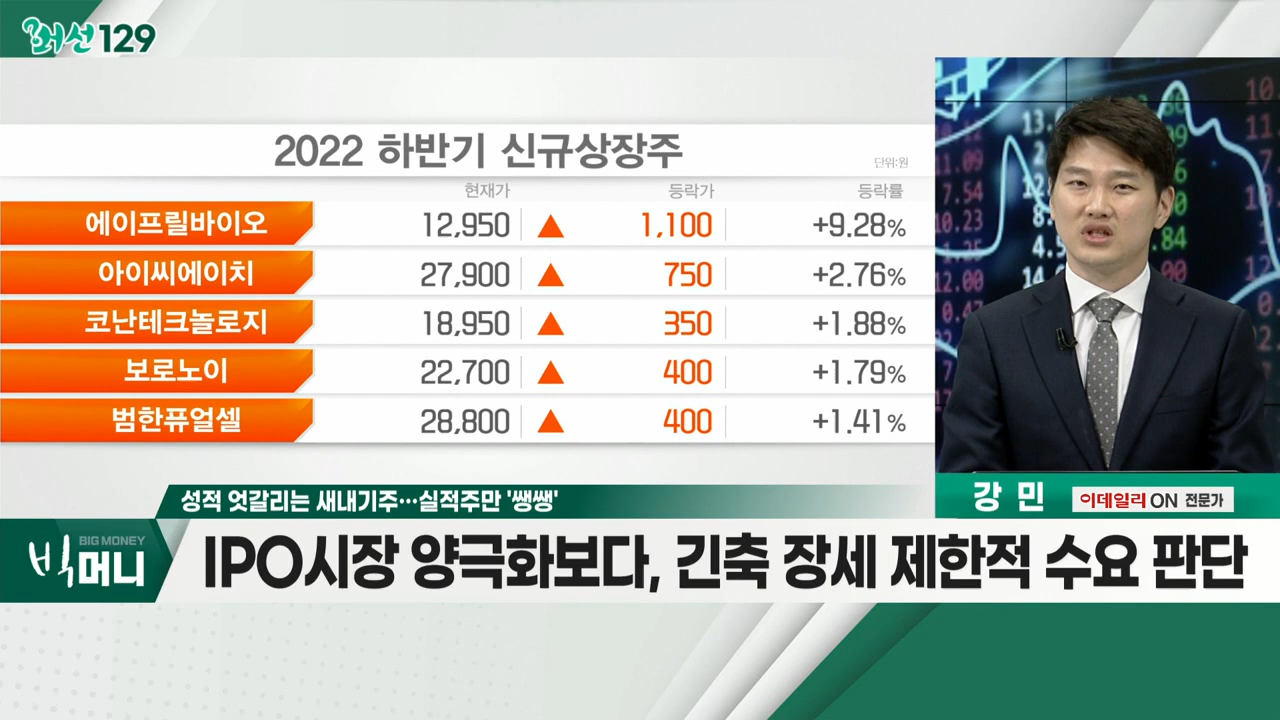 머선129
2022 하반기 신규상장주
단위:원
현재가 등락가 등락률
에이프릴바이오 12,950 ▲ 1,100 +9.28%
아이씨에이치 27,900 ▲ 750 +2.76%
코난테크놀로지 18,950 ▲ 350 +1.88%
보로노이 22,700 ▲ 400 +1.79%
범한퓨얼셀 28,800 ▲ 400 +1.41%
강 민 이데일리ON 전문가
성적 엇갈리는 새내기주…실적주만 '쌩쌩'
BIG MONEY
빅머니
IPO시장 양극화보다, 긴축 장세 제한적 수요 판단